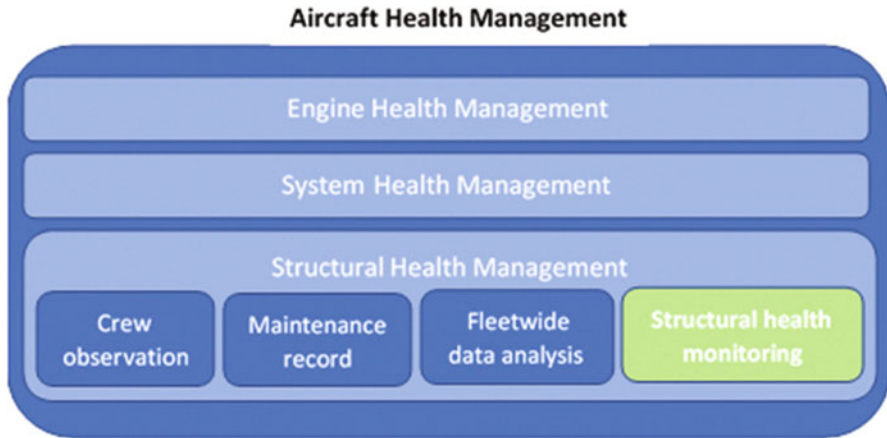 Aircraft Health Management
Engine Health Management
System Health Management
Structural Health Management
Crew
observation
Maintenance
record
Fleetwide
data analysis
Structural health
monitoring